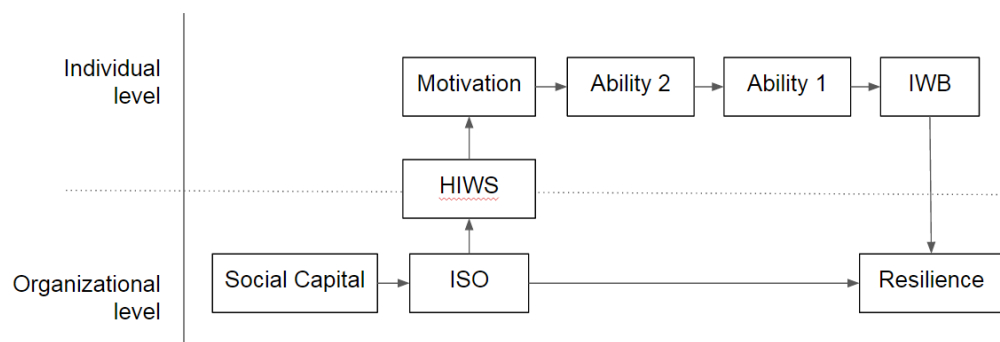 Individual
level
Motivation
Ability 2
Ability 1
IWB
HIWS
Organizational
level
Social Capital
ISO
Resilience